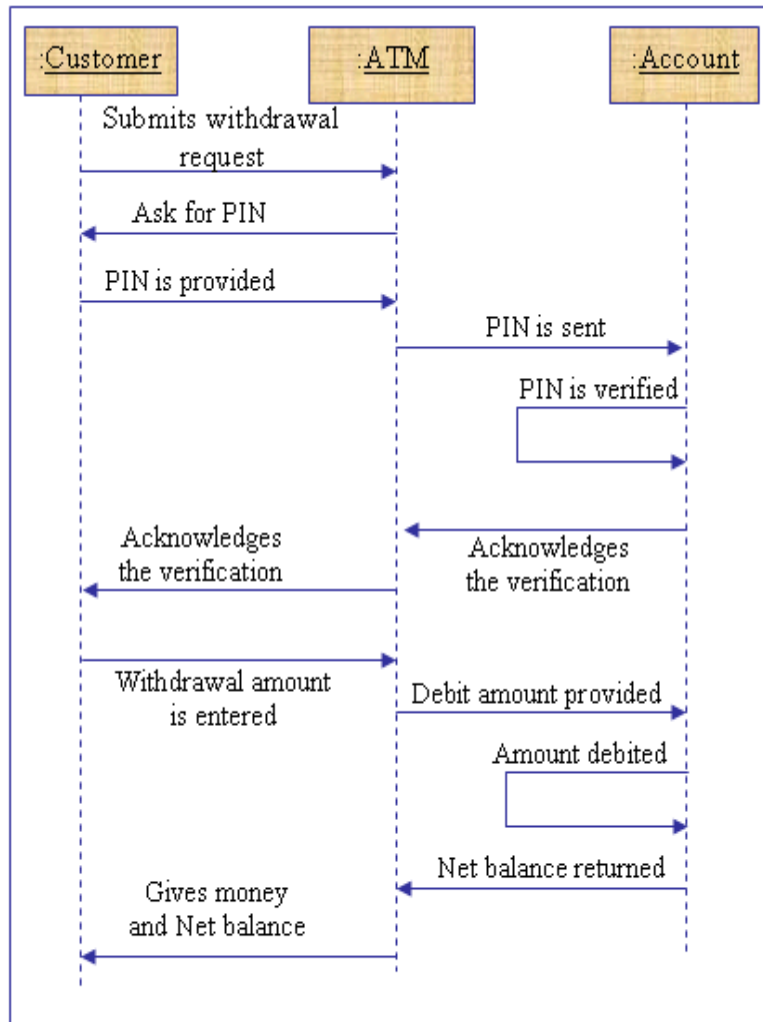 :Customer
:ATM
:Account
Submits withdrawal
request
Ask for PIN
PIN is provided
PIN is sent
PIN is verified
Acknowledges
the verification
Acknowledges
the verification
Withdrawal amount
is entered
Debit amount provided
Amount debited
Net balance returned
Gives money
and Net balance